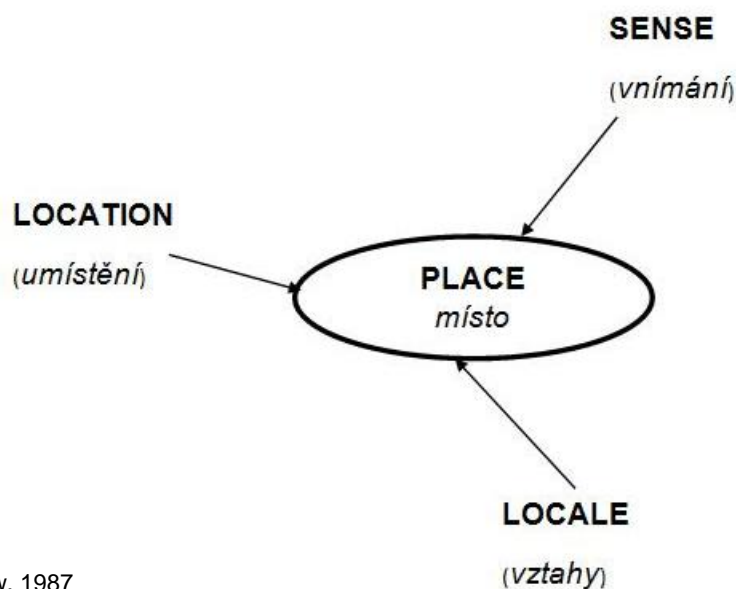 SENSE
(vnímání)
LOCATION
(umístění)
PLACE
místo
LOCALE
(vztahy)
1987